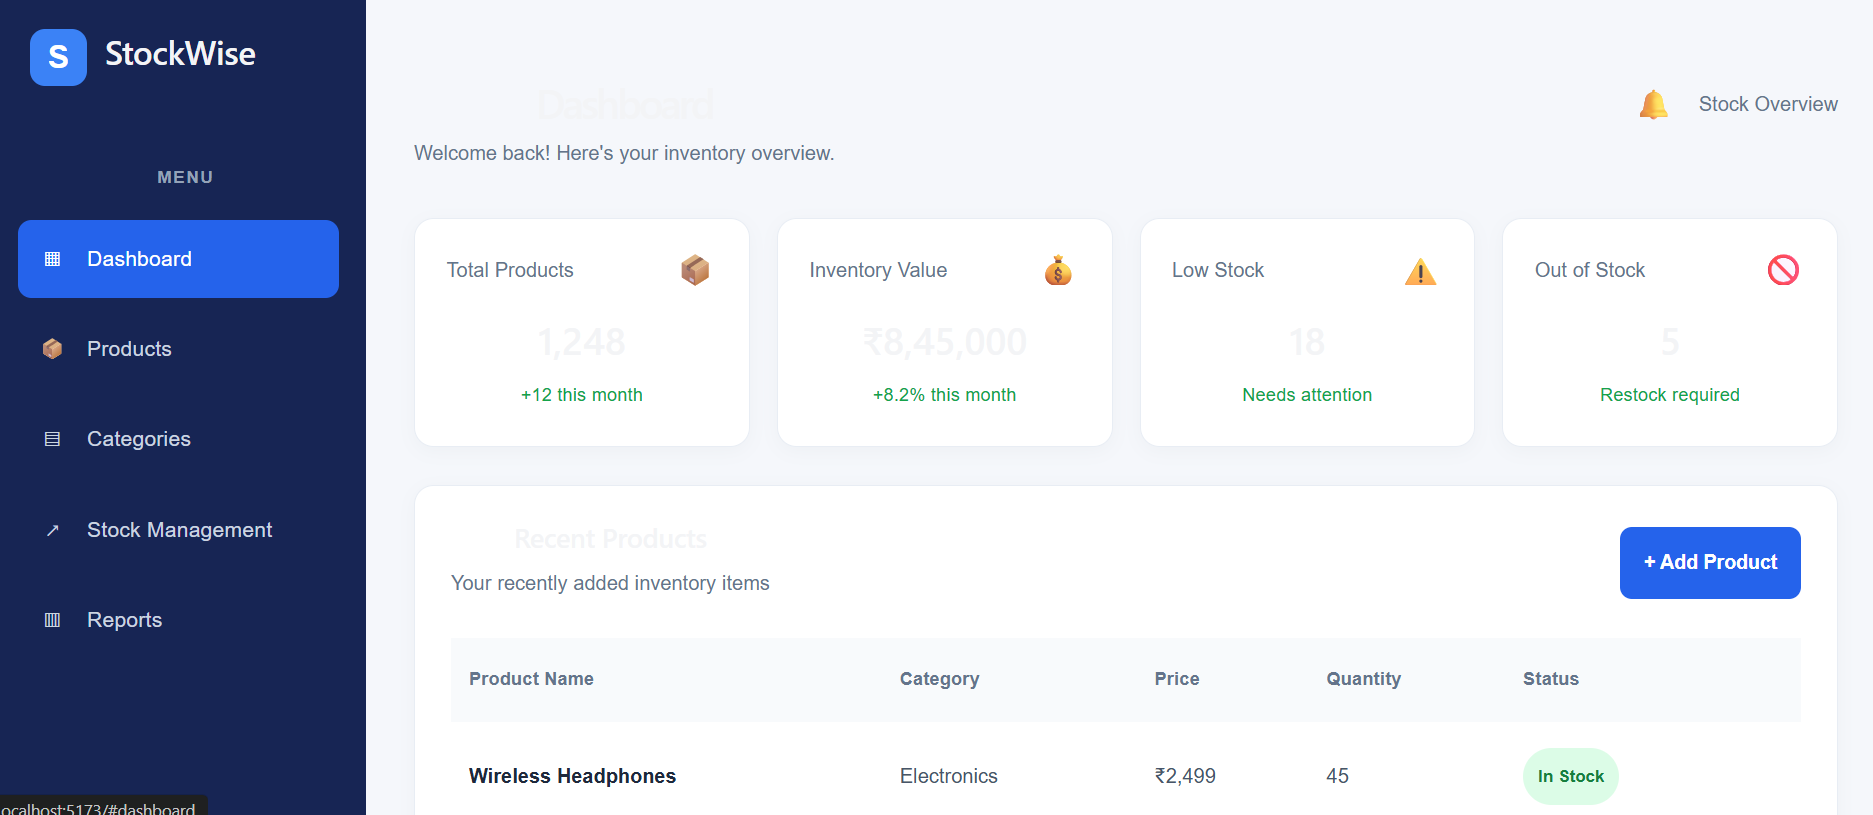 S StockWise
MENU
Dashboard
Products
Categories
Stock Management
Reports
ocalhost:5173/#dashboard
Dashboard
Stock Overview
Welcome back! Here's your inventory overview.
Total Products
1,248
+12 this month
Inventory Value
₹8,45,000
+8.2% this month
Low Stock
18
Needs attention
Out of Stock
5
Restock required
Recent Products
Your recently added inventory items
+ Add Product
Product Name Category Price Quantity Status
Wireless Headphones Electronics ₹2,499 45 In Stock